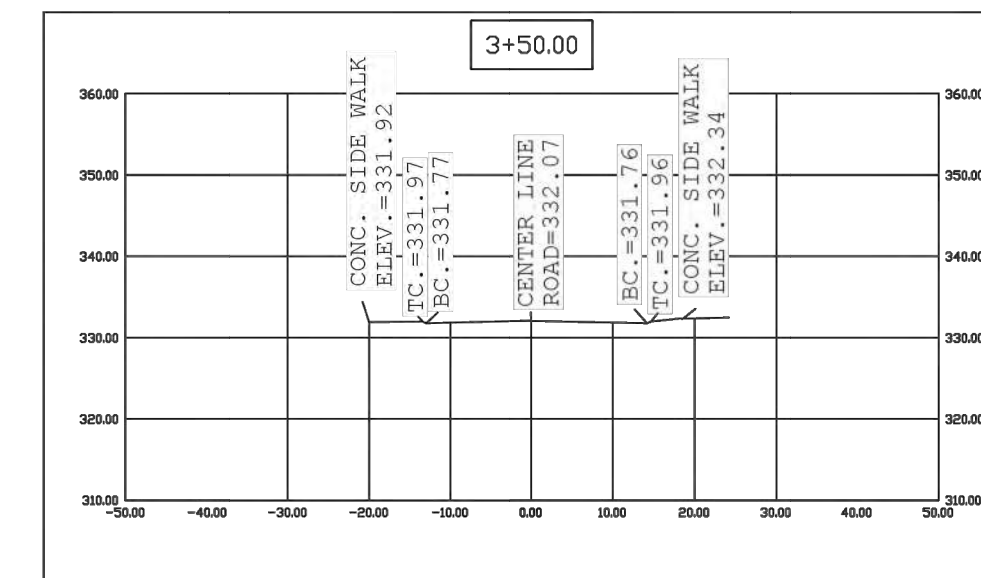 3+50.00
CONC. SIDE WALK
ELEV.=331.92
TC.=331.97
BC.=331.77
CENTER LINE
ROAD=332.07
BC.=331.76
TC.=331.96
CONC. SIDE WALK
ELEV.=332.34
360.00 360.00
350.00 350.00
340.00 340.00
330.00 330.00
320.00 320.00
310.00 310.00
-50.00 -40.00 -30.00 -20.00 -10.00 0.00 10.00 20.00 30.00 40.00 50.00